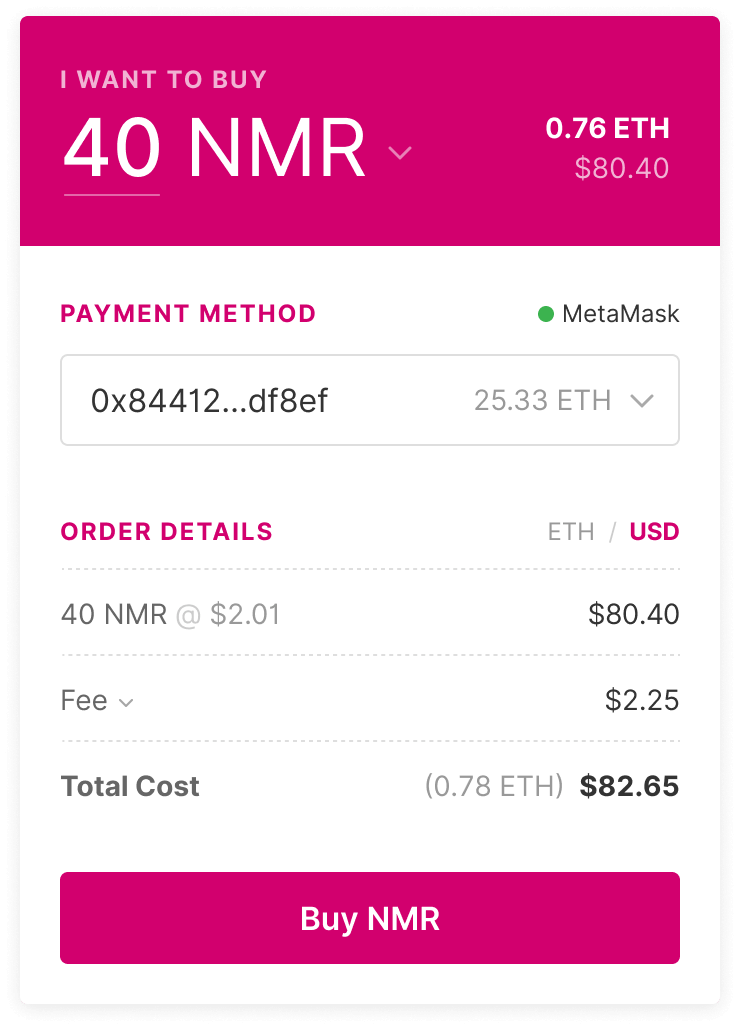 I WANT TO BUY
40 NMR
0.76 ETH
$80.40
PAYMENT METHOD
MetaMask
0x84412...df8ef 25.33 ETH
ORDER DETAILS
ETH / USD
40 NMR @ $2.01 $80.40
Fee $2.25
Total Cost (0.78 ETH) $82.65
Buy NMR